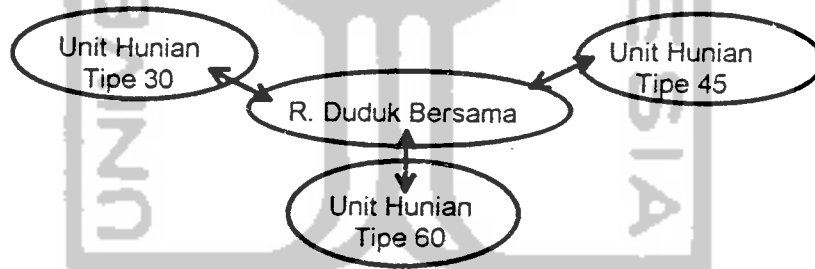 Unit Hunian
Tipe 30
Unit Hunian
Tipe 45
R. Duduk Bersama
Unit Hunian
Tipe 60